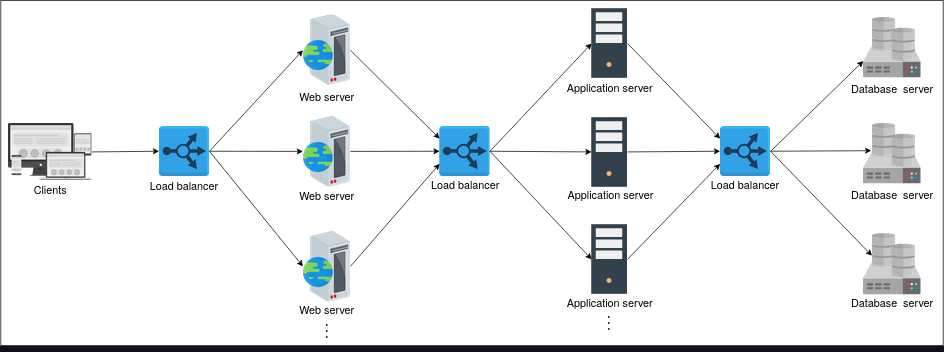 Web server
Application server
Database server
Clients
Load balancer
Web server
Load balancer
Application server
Load balancer
Database server
Web server
Application server
Database server